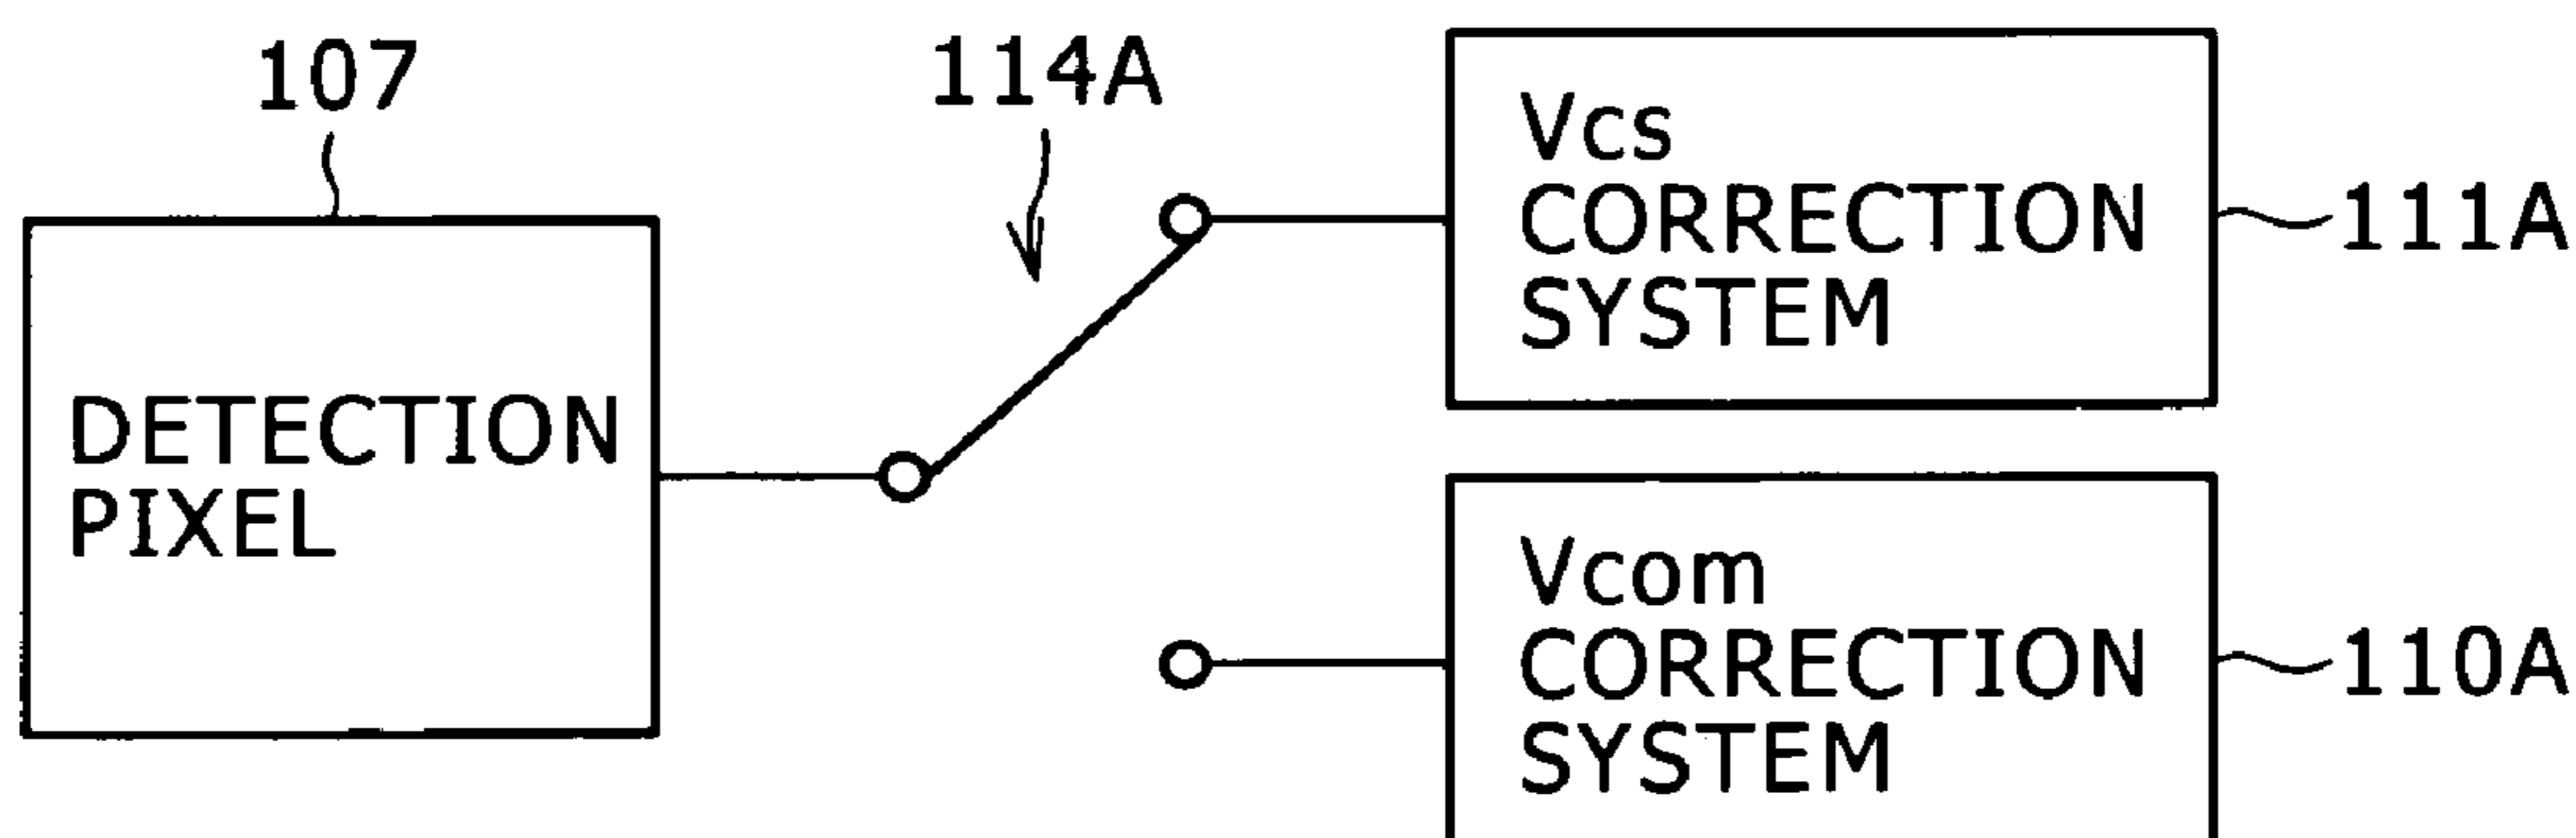 107
114A
Vcs
CORRECTION
SYSTEM
111A
DETECTION
PIXEL
Vcom
CORRECTION
SYSTEM
110A